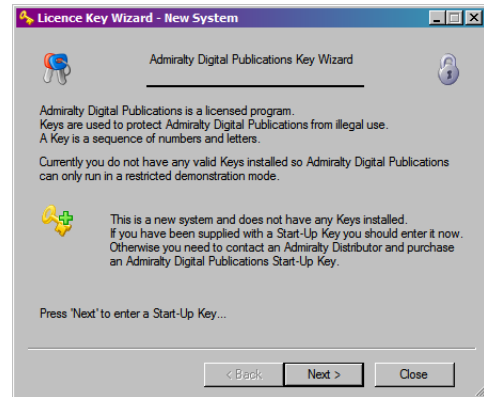 Licence Key Wizard - New System
Admiralty Digital Publications Key Wizard
Admiralty Digital Publications is a licensed program.
Keys are used to protect Admiralty Digital Publications from illegal use.
A Key is a sequence of numbers and letters.
Currently you do not have any valid Keys installed so Admiralty Digital Publications
can only run in a restricted demonstration mode.
This is a new system and does not have any Keys installed.
If you have been supplied with a Start-Up Key you should enter it now.
Otherwise you need to contact an Admiralty Distributor and purchase
an Admiralty Digital Publications Start-Up Key.
Press 'Next' to enter a Start-Up Key...
< Back
Next >
Close